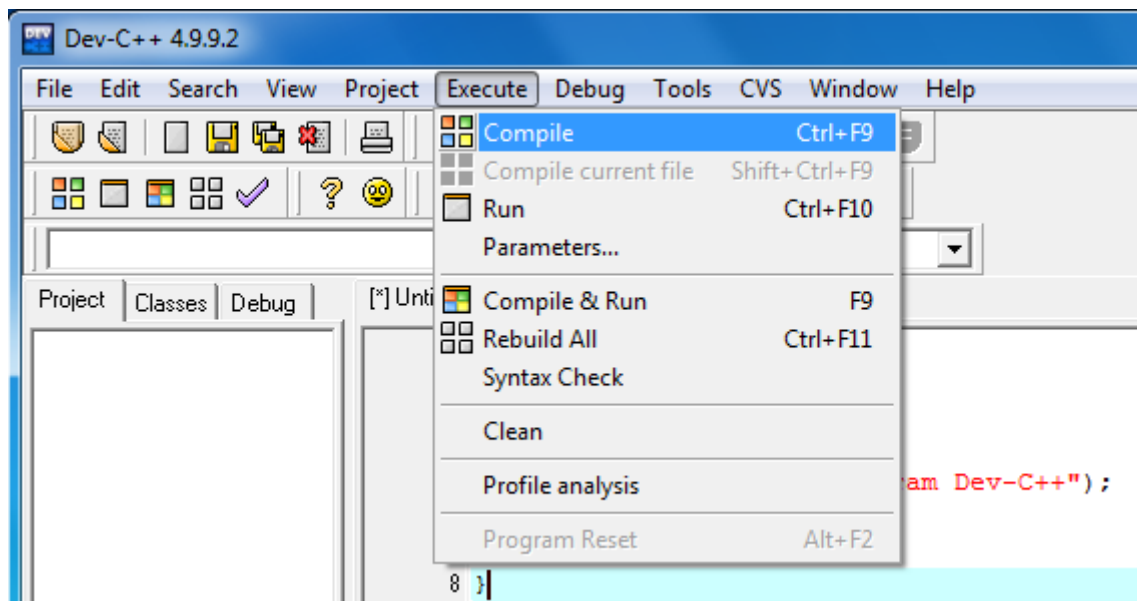 Dev-C++ 4.9.9.2
File Edit Search View Project Execute Debug Tools CVS Window Help
Compile Ctrl+F9
Compile current file Shift+Ctrl+F9
Run Ctrl+F10
Parameters...
Project Classes Debug [*] Unti
Compile & Run F9
Rebuild All Ctrl+F11
Syntax Check
Clean
Profile analysis
am Dev-C++");
Program Reset Alt+F2
8 }